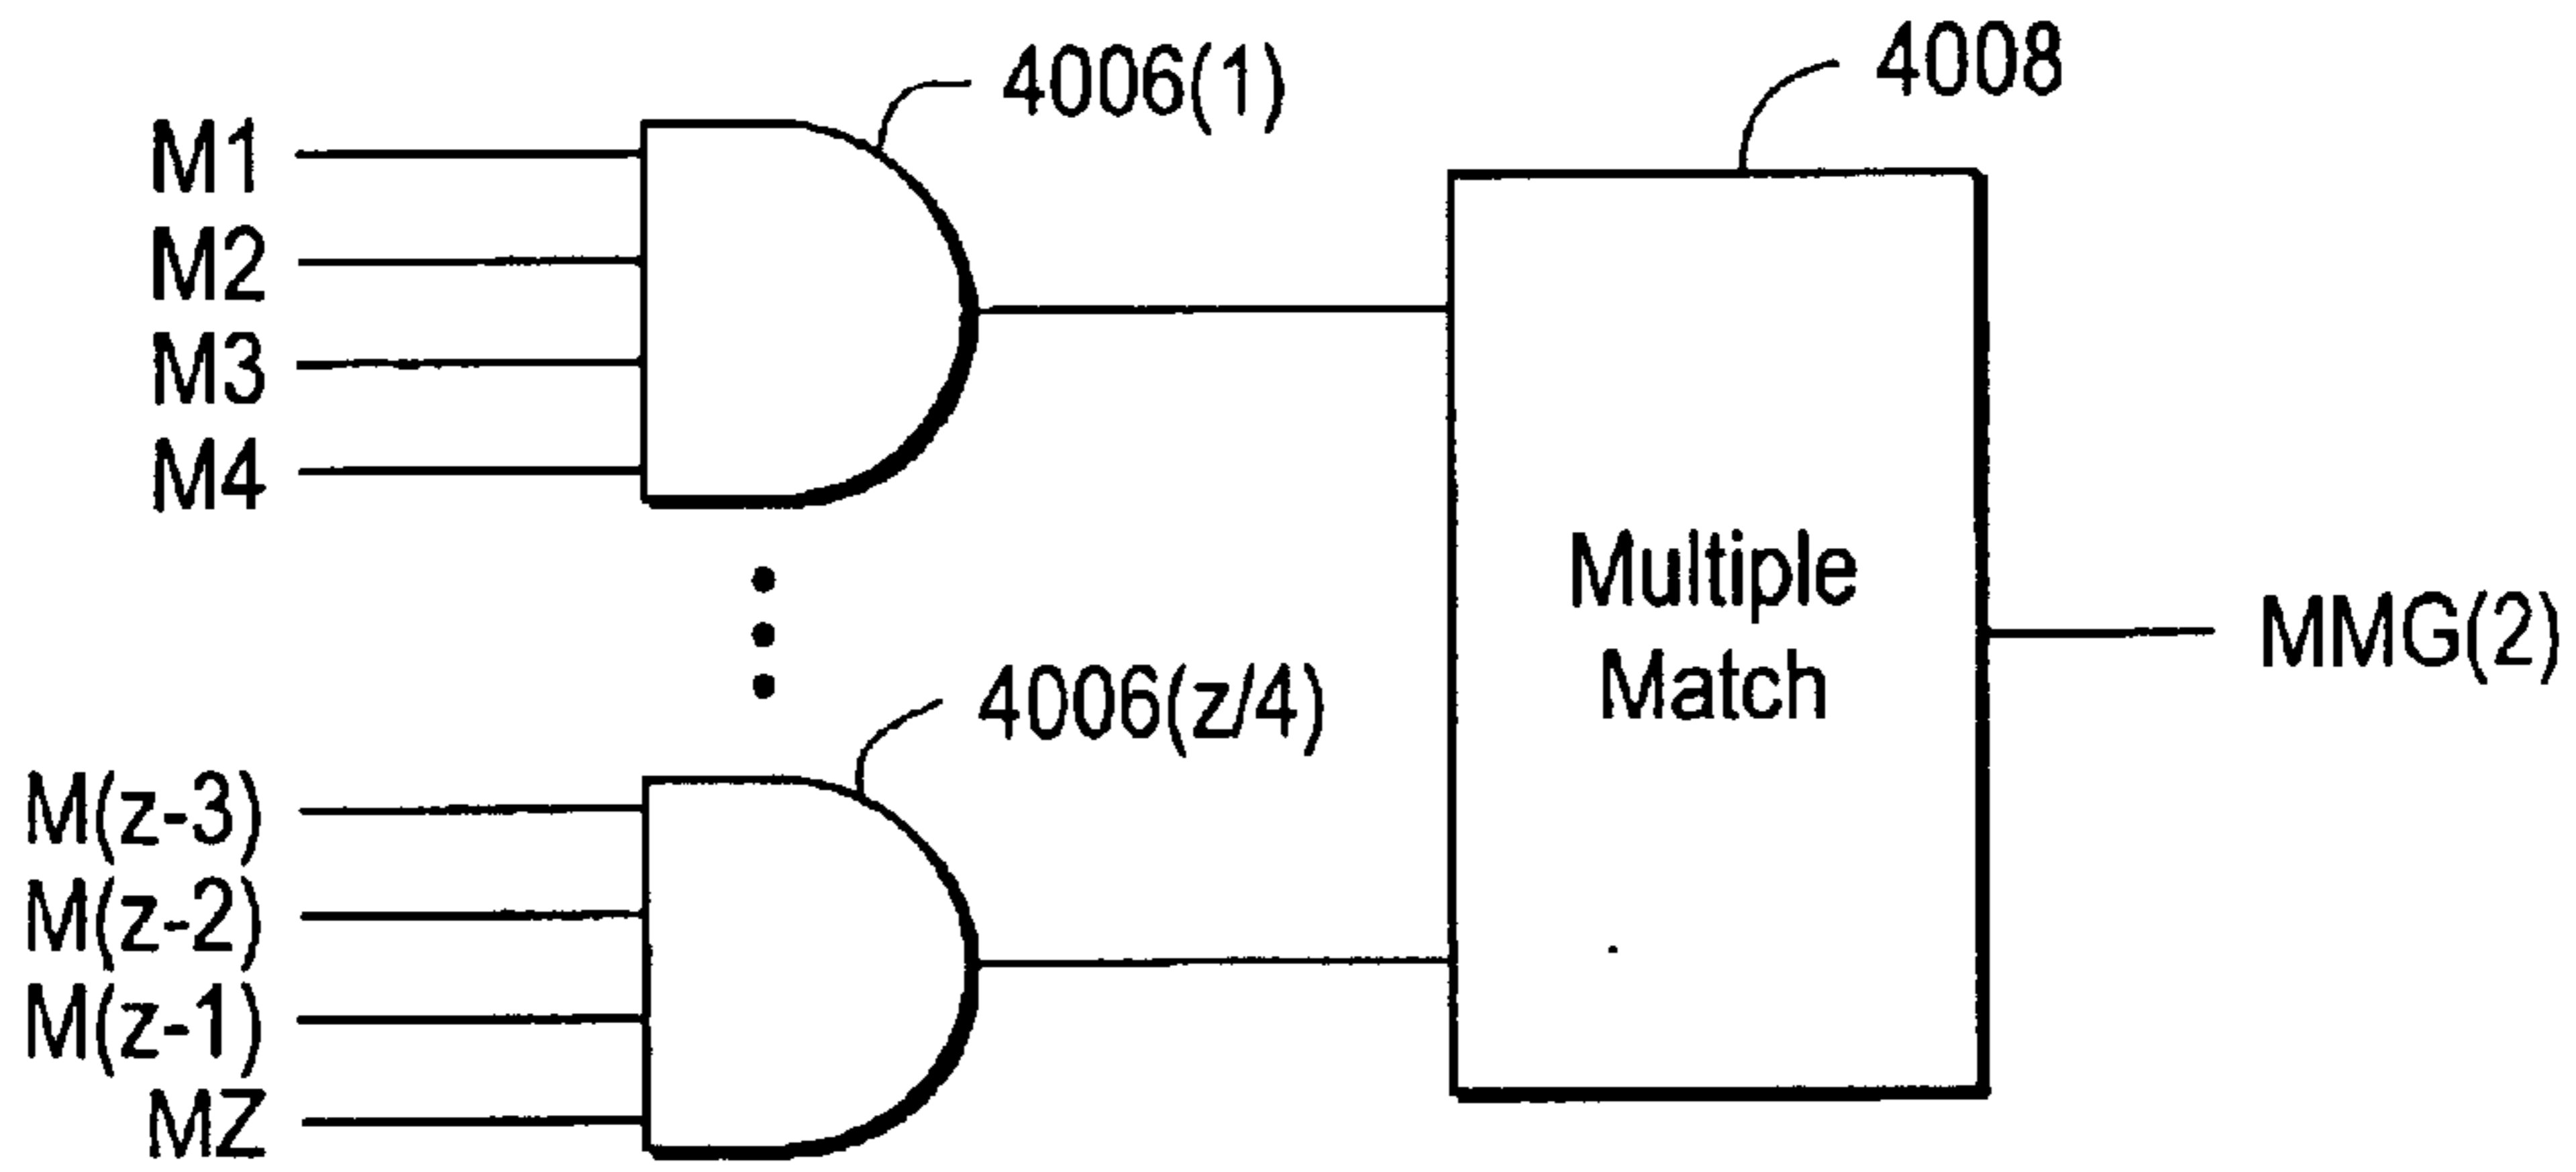 4006(1)
4008
M1
M2
M3
M4
Multiple
Match
MMG(2)
4006(z/4)
M(z-3)
M(z-2)
M(z-1)
MZ